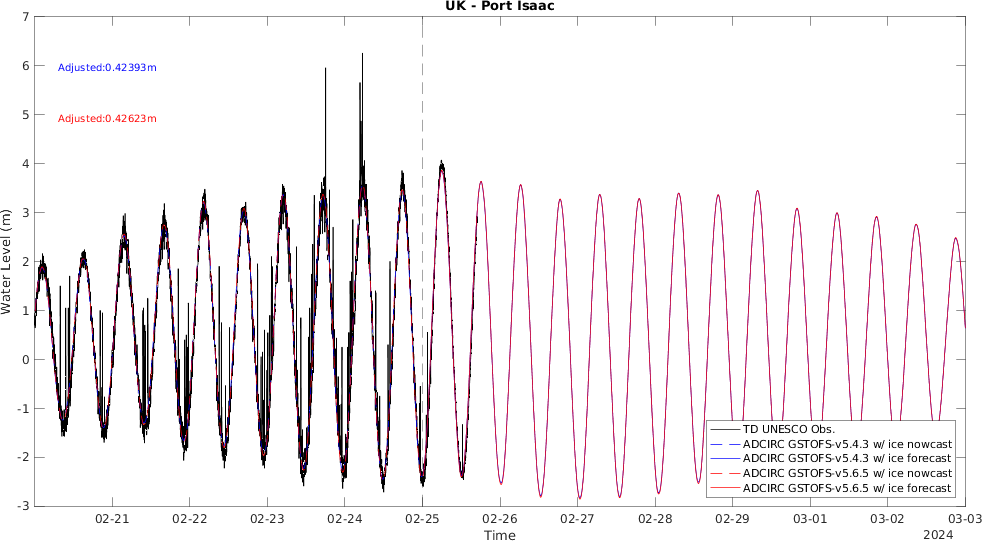 UK - Port Isaac
7
6
5
4
3
2
1
0
-1
-2
-3
Water Level (m)
Adjusted:0.42393m
Adjusted:0.42623m
TD UNESCO Obs.
ADCIRC GSTOFS-v5.4.3 w/ ice nowcast
ADCIRC GSTOFS-v5.4.3 w/ ice forecast
ADCIRC GSTOFS-v5.6.5 w/ ice nowcast
ADCIRC GSTOFS-v5.6.5 w/ ice forecast
02-21 02-22 02-23 02-24 02-25 02-26 02-27 02-28 02-29 03-01 03-02 03-03
Time
2024